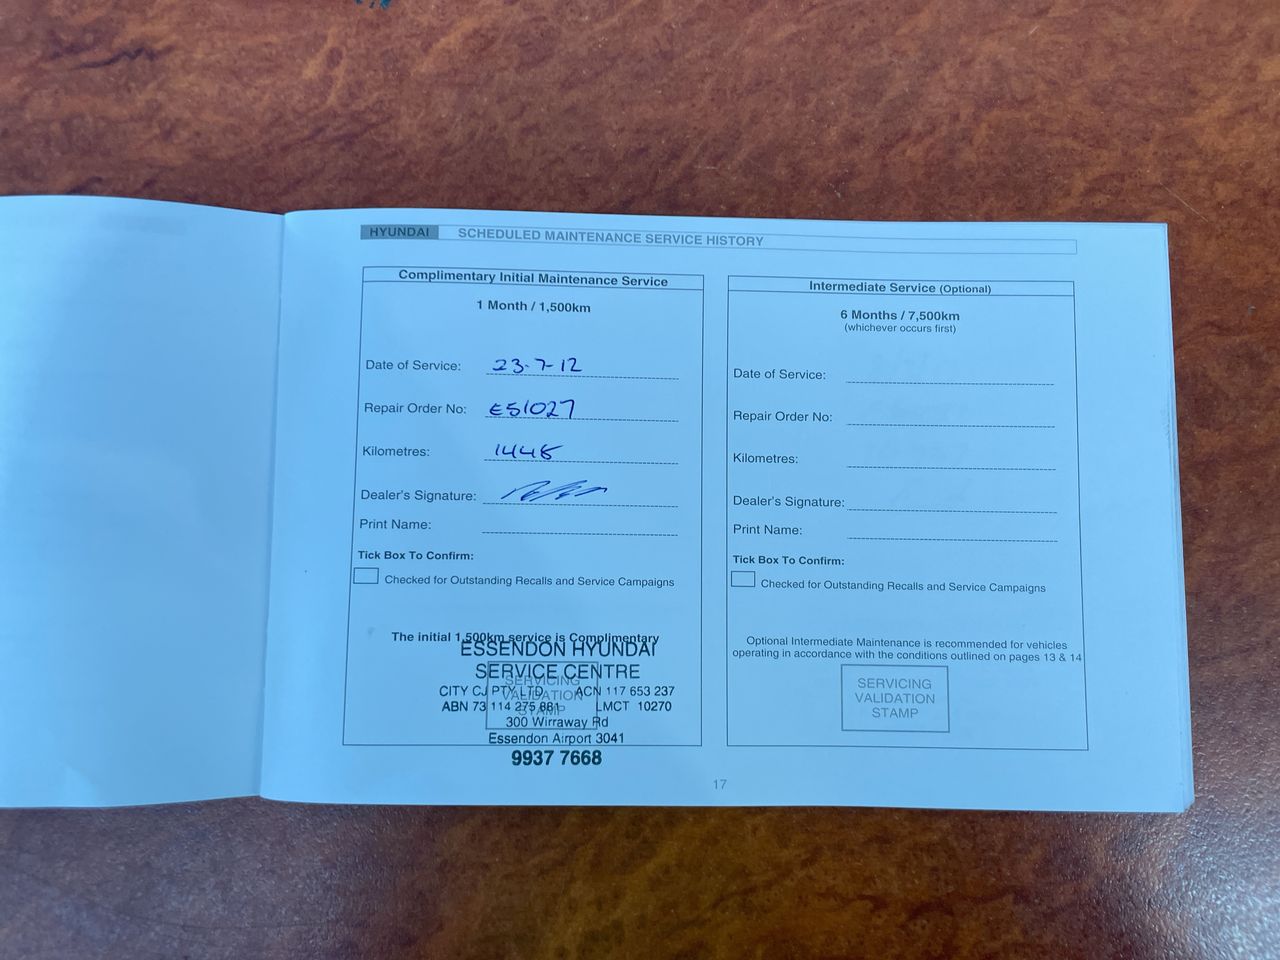 HYUNDAI SCHEDULED MAINTENANCE SERVICE HISTORY
Complimentary Initial Maintenance Service
1 Month / 1,500km
Date of Service: 23-7-12
Repair Order No: E51027
Kilometres:
Dealer's Signature:
Print Name:
Tick Box To Confirm:
Checked for Outstanding Recalls and Service Campaigns
The initial 1,500km service is Complimentary
ESSENDON HYUNDAI
SERVICE CENTRE
SERVICING
VALIDATION
STAMP
CITY CJ PTY LTD ACN 117 653 237
ABN 73 114 275 881 LMCT 10270
300 Wirraway Rd
Essendon Airport 3041
9937 7668
Intermediate Service (Optional)
6 Months / 7,500km
(whichever occurs first)
Date of Service:
Repair Order No:
Kilometres:
Dealer's Signature:
Print Name:
Tick Box To Confirm:
Checked for Outstanding Recalls and Service Campaigns
Optional Intermediate Maintenance is recommended for vehicles
operating in accordance with the conditions outlined on pages 13 & 14
SERVICING
VALIDATION
STAMP
17